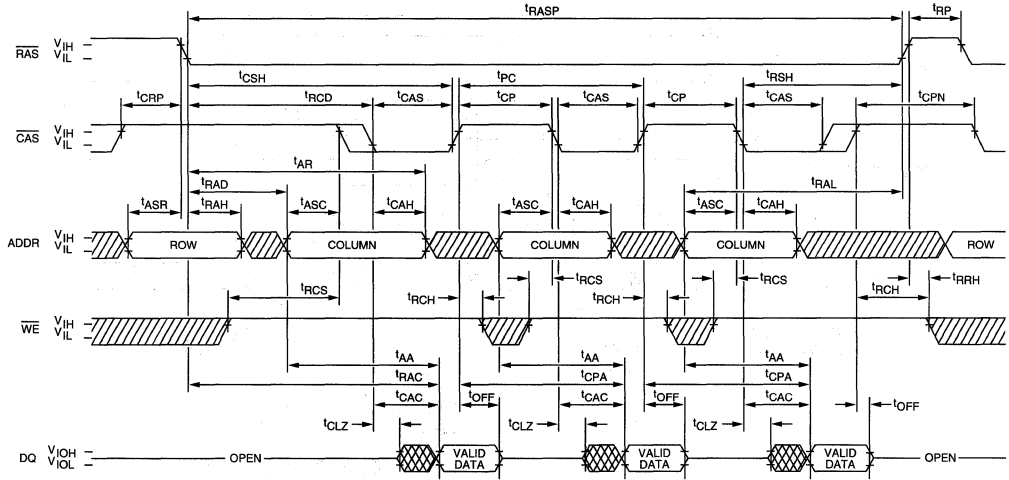 tRASP tRP
RAS VIH VIL
tCSH tPC tRSH
tCRP tRCD tCAS tCP tCAS tCP tCAS tCPN
CAS VIH VIL
tAR
tRAD tRAL
tASR tRAH tASC tCAH tASC tCAH tASC tCAH
ADDR VIH VIL ROW COLUMN COLUMN COLUMN ROW
tRCS tRCS tRRH
tRCS tRCH tRCH tRCH
WE VIH VIL
tAA tAA tAA
tRAC tCPA tCPA
tCAC tOFF tCAC tOFF tCAC tOFF
tCLZ tCLZ tCLZ
DQ VIOH VIOL OPEN VALID DATA VALID DATA VALID DATA OPEN